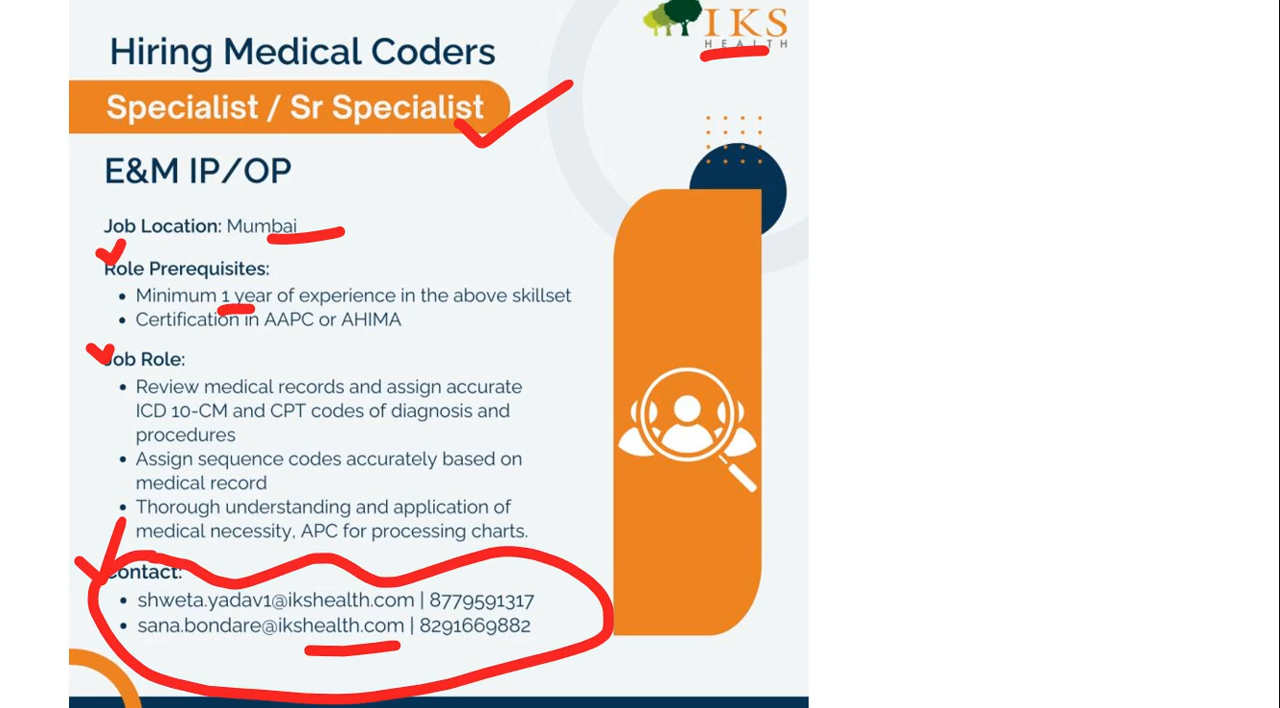 IKS
HEALTH
Hiring Medical Coders
Specialist / Sr Specialist
E&M IP/OP
Job Location: Mumbai
Role Prerequisites:
• Minimum 1 year of experience in the above skillset
• Certification in AAPC or AHIMA
Job Role:
• Review medical records and assign accurate
ICD 10-CM and CPT codes of diagnosis and
procedures
• Assign sequence codes accurately based on
medical record
• Thorough understanding and application of
medical necessity, APC for processing charts.
Contact:
• shweta.yadav1@ikshealth.com | 8779591317
• sana.bondare@ikshealth.com | 8291669882